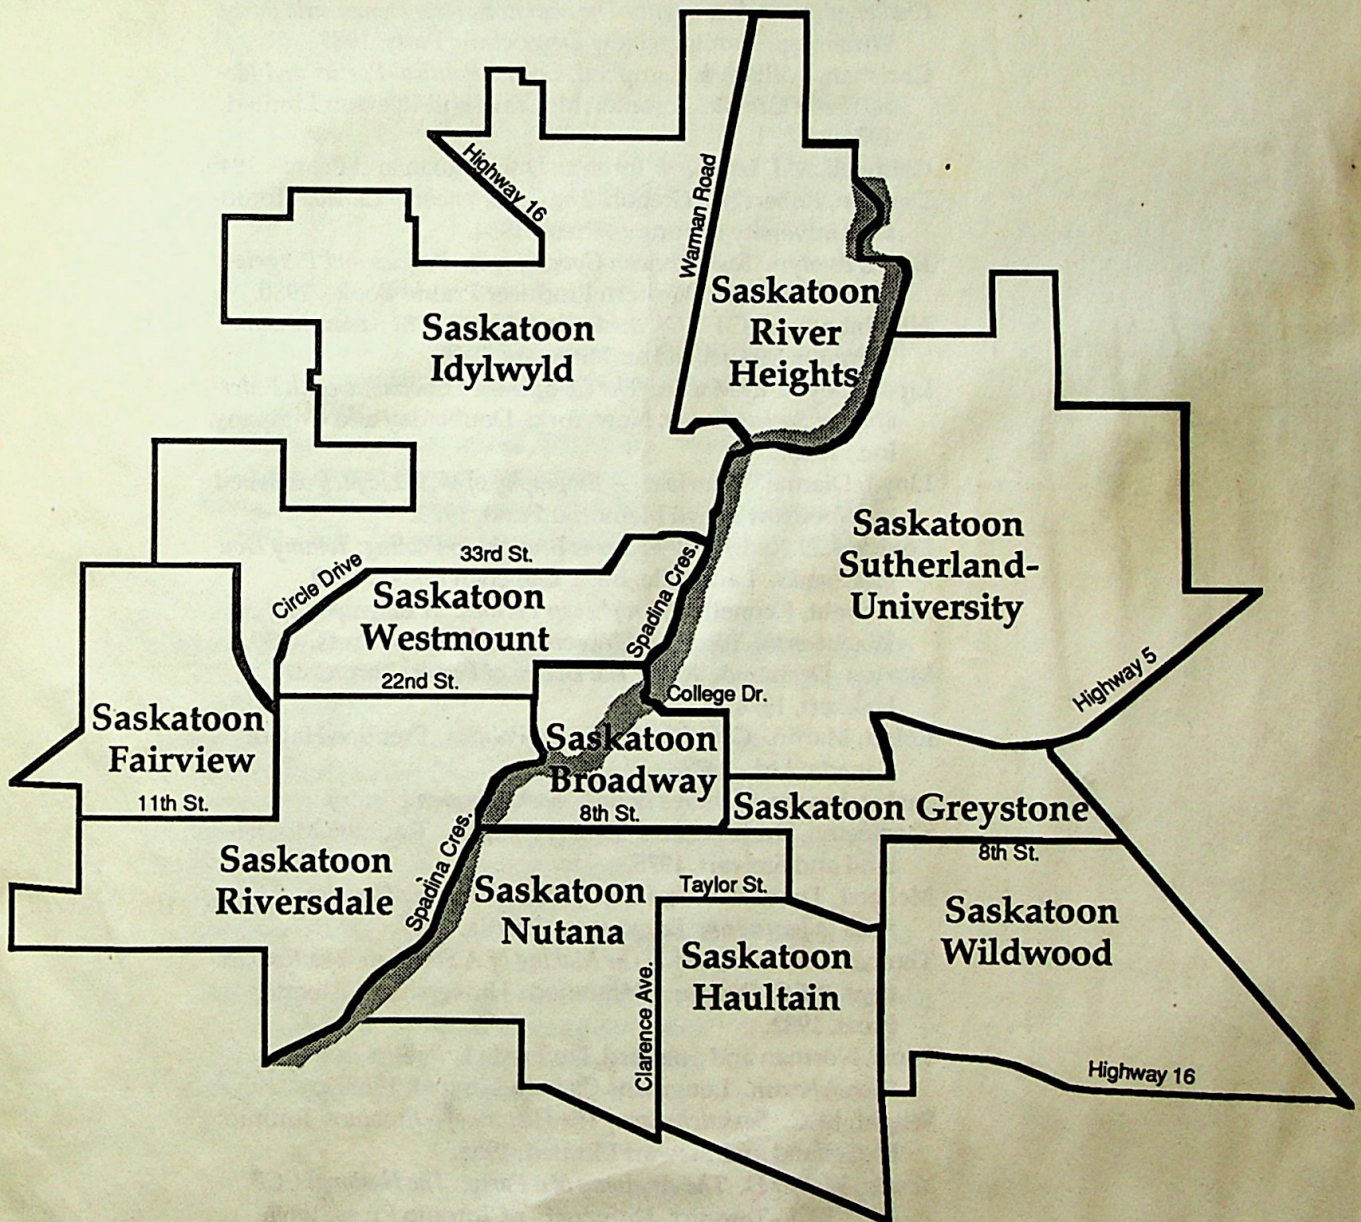 Highway 16
Warman Road
Saskatoon
River
Heights
Saskatoon
Idylwyld
Saskatoon
Sutherland-
University
33rd St.
Circle Drive
Saskatoon
Westmount
Spadina Cres.
22nd St.
College Dr.
Highway 5
Saskatoon
Fairview
11th St.
Saskatoon
Broadway
8th St.
Saskatoon Greystone
8th St.
Saskatoon
Riversdale
Spadina Cres.
Saskatoon
Nutana
Taylor St.
Saskatoon
Wildwood
Saskatoon
Haultain
Clarence Ave.
Highway 16